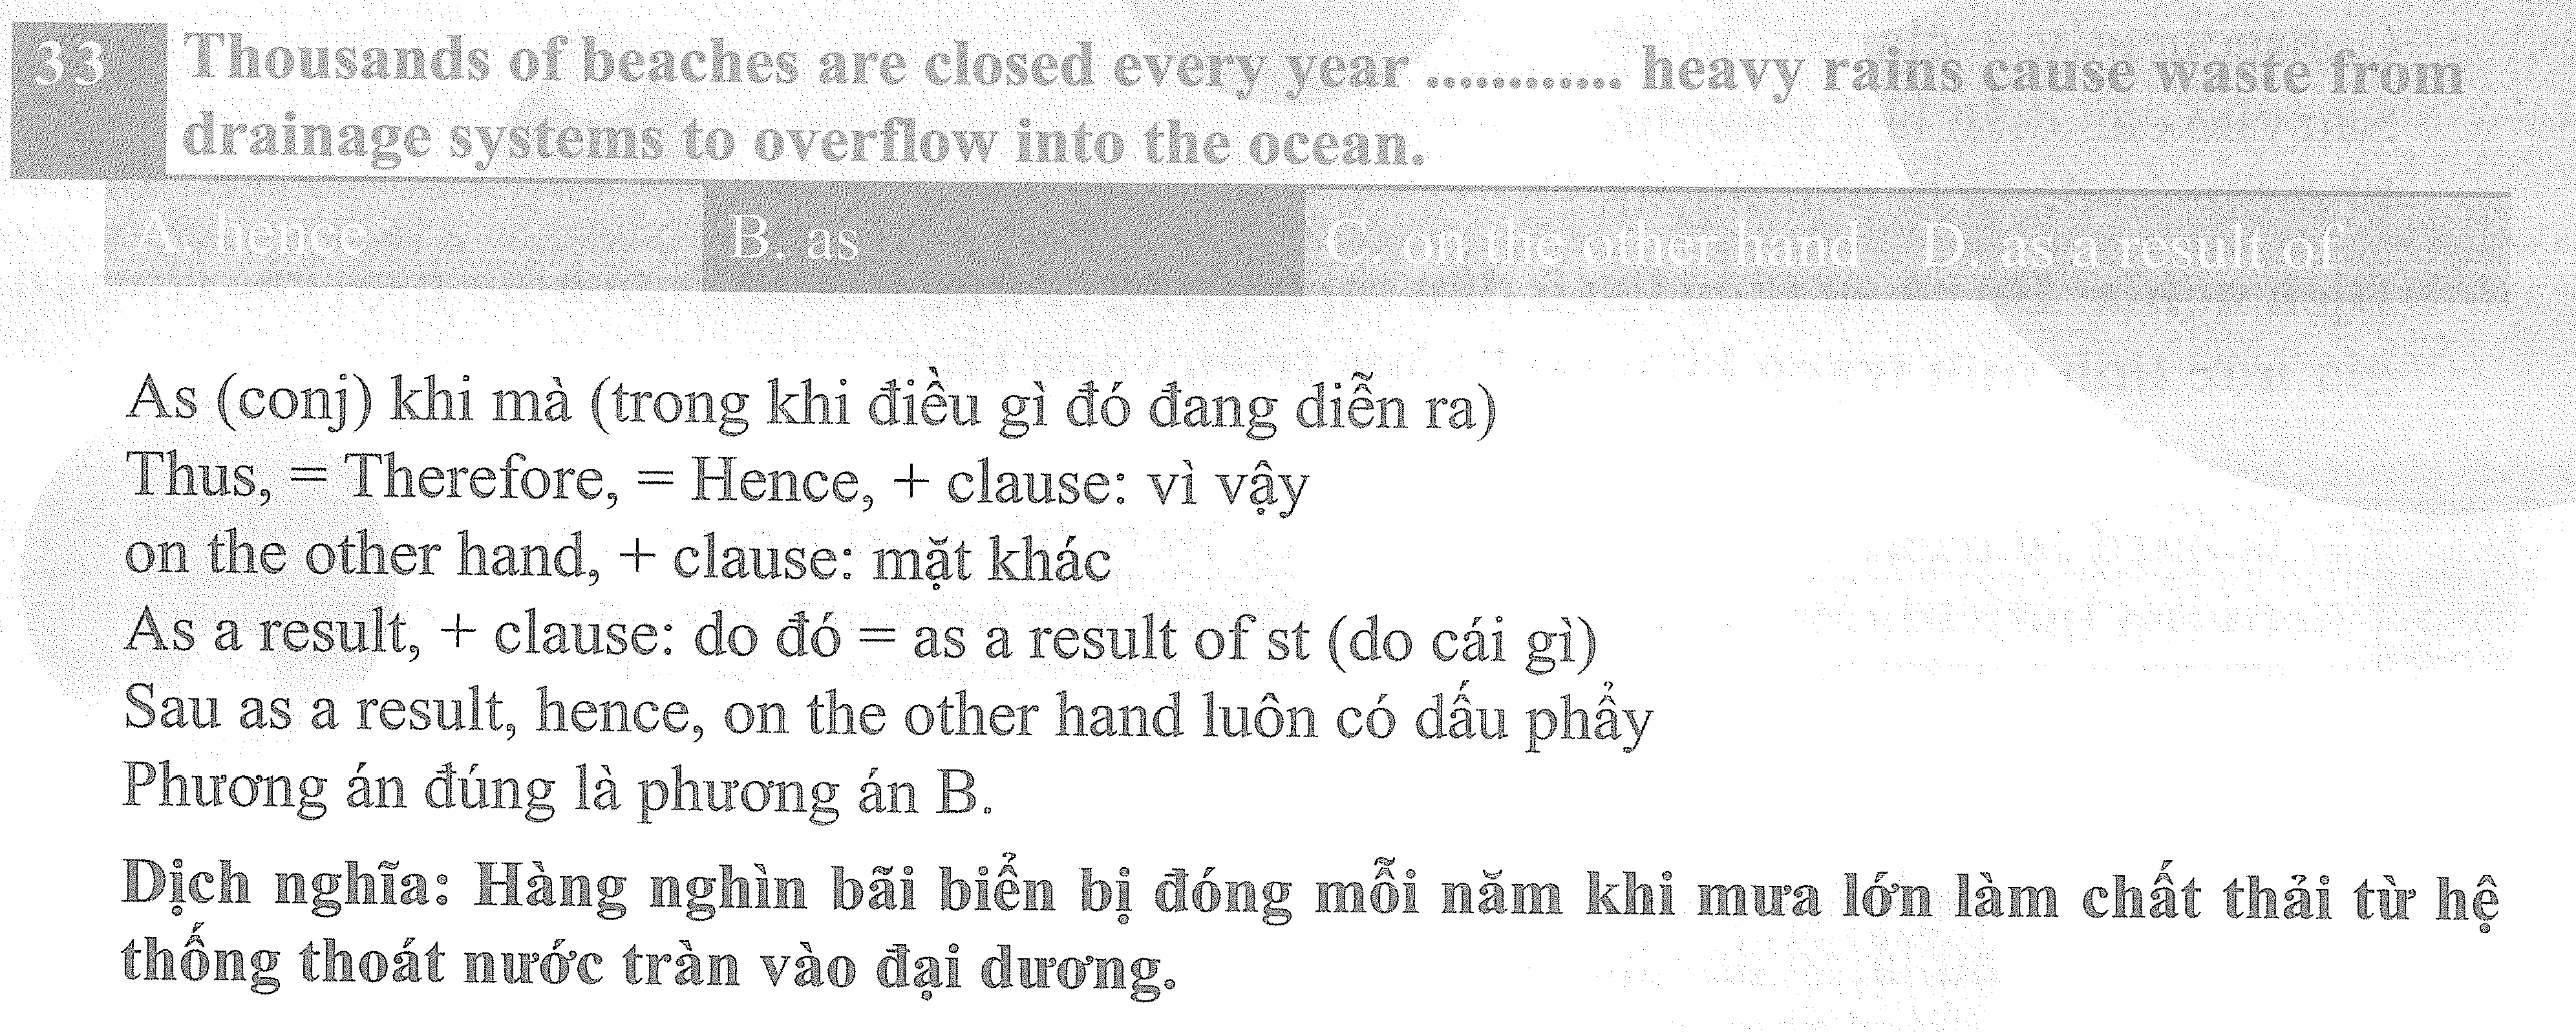 33 Thousands of beaches are closed every year ............ heavy rains cause waste from
drainage systems to overflow into the ocean.
A. hence B. as C. on the other hand D. as a result of
As (conj) khi mà (trong khi điều gì đó đang diễn ra)
Thus, = Therefore, = Hence, + clause: vì vậy
on the other hand, + clause: mặt khác
As a result, + clause: do đó = as a result of st (do cái gì)
Sau as a result, hence, on the other hand luôn có dấu phẩy
Phương án đúng là phương án B.
Dịch nghĩa: Hàng nghìn bãi biển bị đóng mỗi năm khi mưa lớn làm chất thải từ hệ
thống thoát nước tràn vào đại dương.